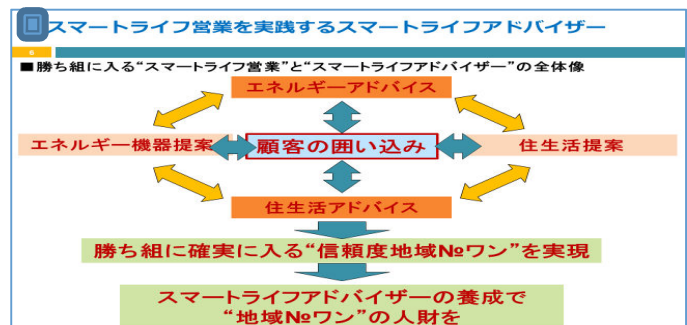 スマートライフ営業を実践するスマートライフアドバイザー
6
■勝ち組に入る“スマートライフ営業”と“スマートライフアドバイザー”の全体像
エネルギーアドバイス
エネルギー機器提案
顧客の囲い込み
住生活提案
住生活アドバイス
勝ち組に確実に入る“信頼度地域№ワン”を実現
スマートライフアドバイザーの養成で
“地域№ワン”の人財を